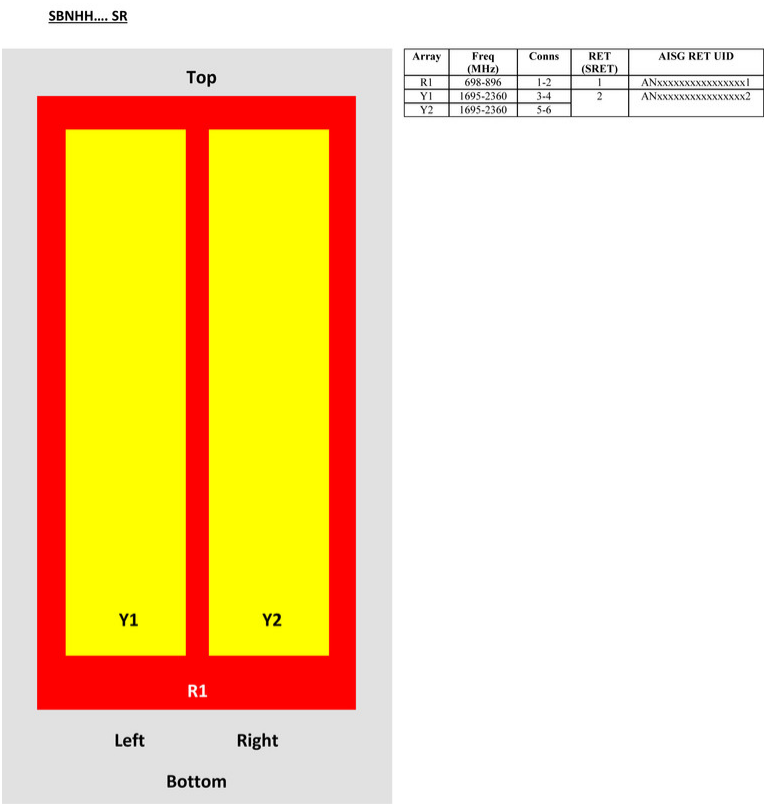 SBNHH.... SR
Top
Y1 Y2
R1
Left Right
Bottom
Array Freq (MHz) Conns RET (SRET) AISG RET UID
R1 698-896 1-2 1 ANxxxxxxxxxxxxxxxx1
Y1 1695-2360 3-4 2 ANxxxxxxxxxxxxxxxx2
Y2 1695-2360 5-6